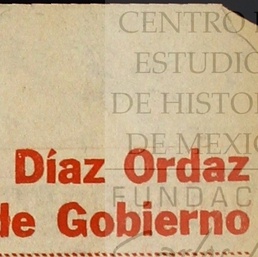 CENTRO
ESTUDIO
DE HISTO
DE MEXIC
Díaz Ordaz
FUNDAC
de Gobierno